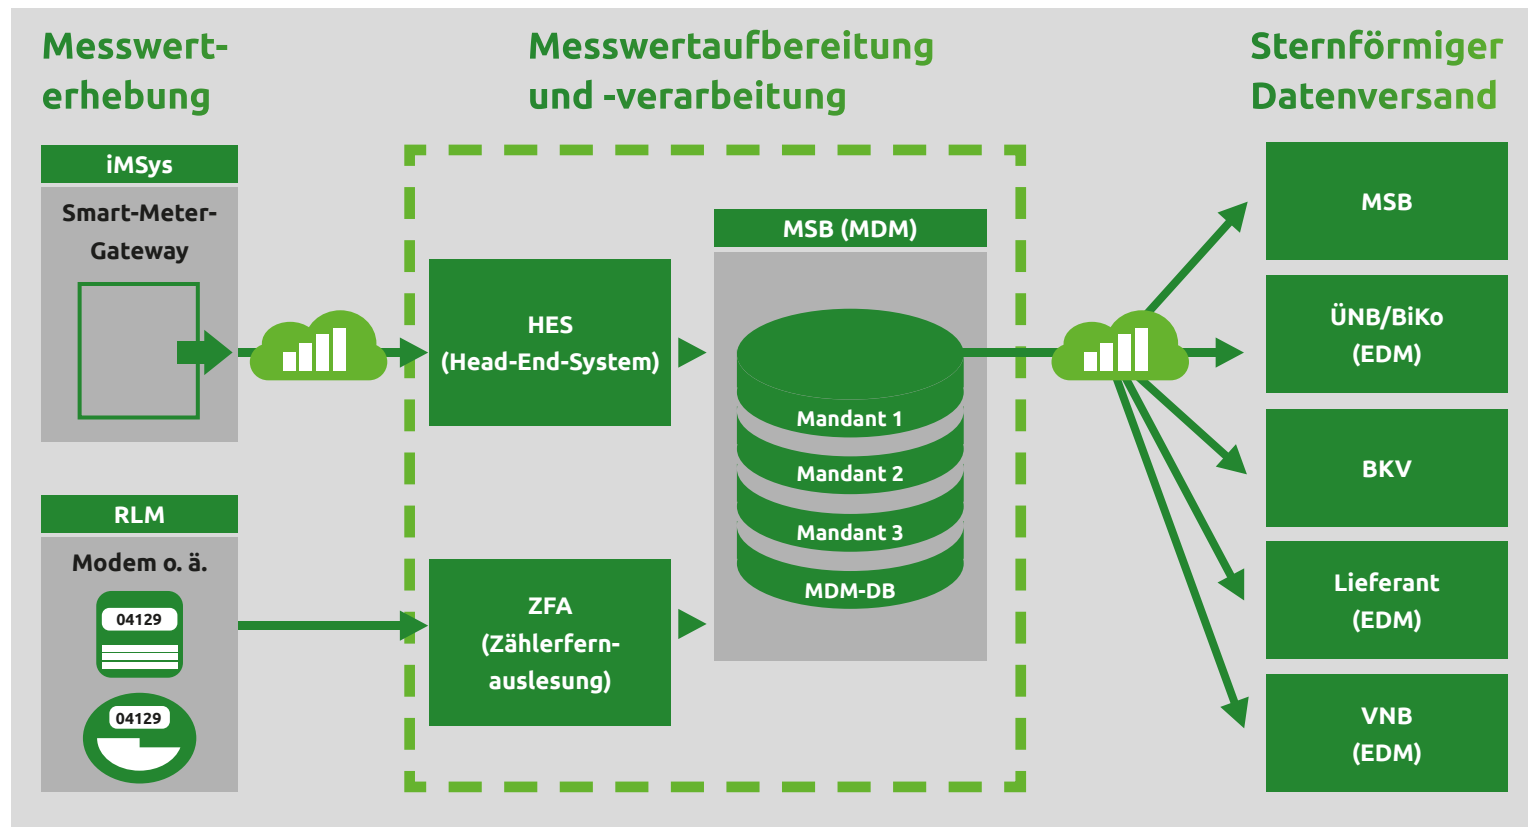 Messwert-
erhebung
Messwertaufbereitung
und -verarbeitung
Sternförmiger
Datenversand
iMSys
Smart-Meter-
Gateway
RLM
Modem o. ä.
04129
04129
HES
(Head-End-System)
ZFA
(Zählerfern-
auslesung)
MSB (MDM)
Mandant 1
Mandant 2
Mandant 3
MDM-DB
MSB
ÜNB/BiKo
(EDM)
BKV
Lieferant
(EDM)
VNB
(EDM)